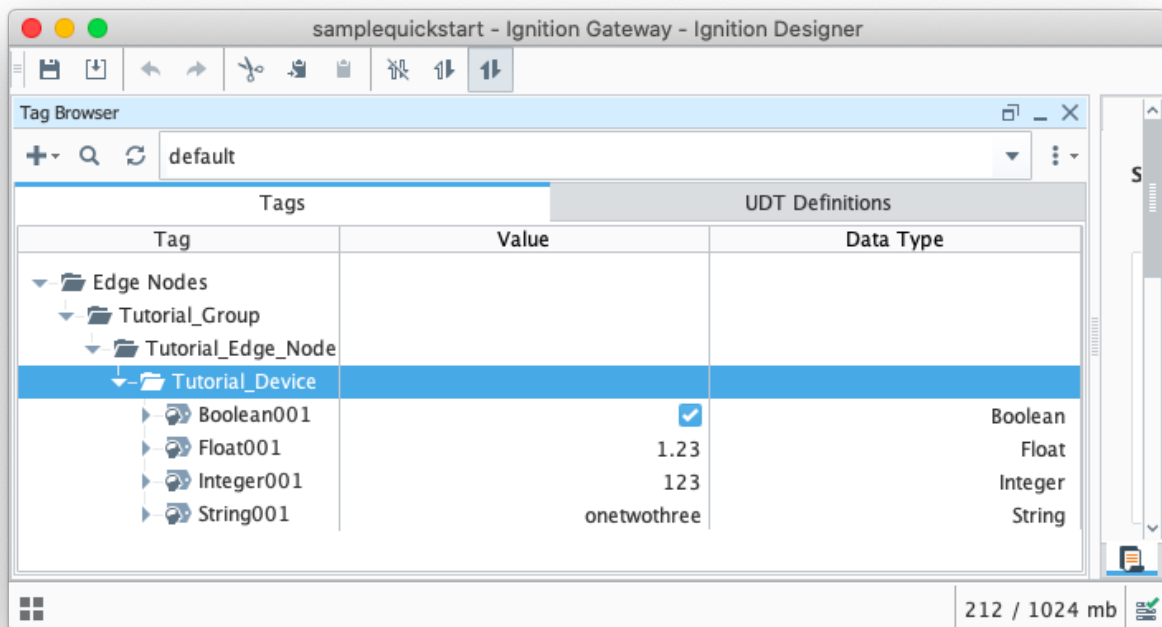 samplequickstart - Ignition Gateway - Ignition Designer
Tag Browser
default
S
Tags UDT Definitions
Tag Value Data Type
Edge Nodes
Tutorial_Group
Tutorial_Edge_Node
Tutorial_Device
Boolean001 Boolean
Float001 1.23 Float
Integer001 123 Integer
String001 onetwothree String
212 / 1024 mb